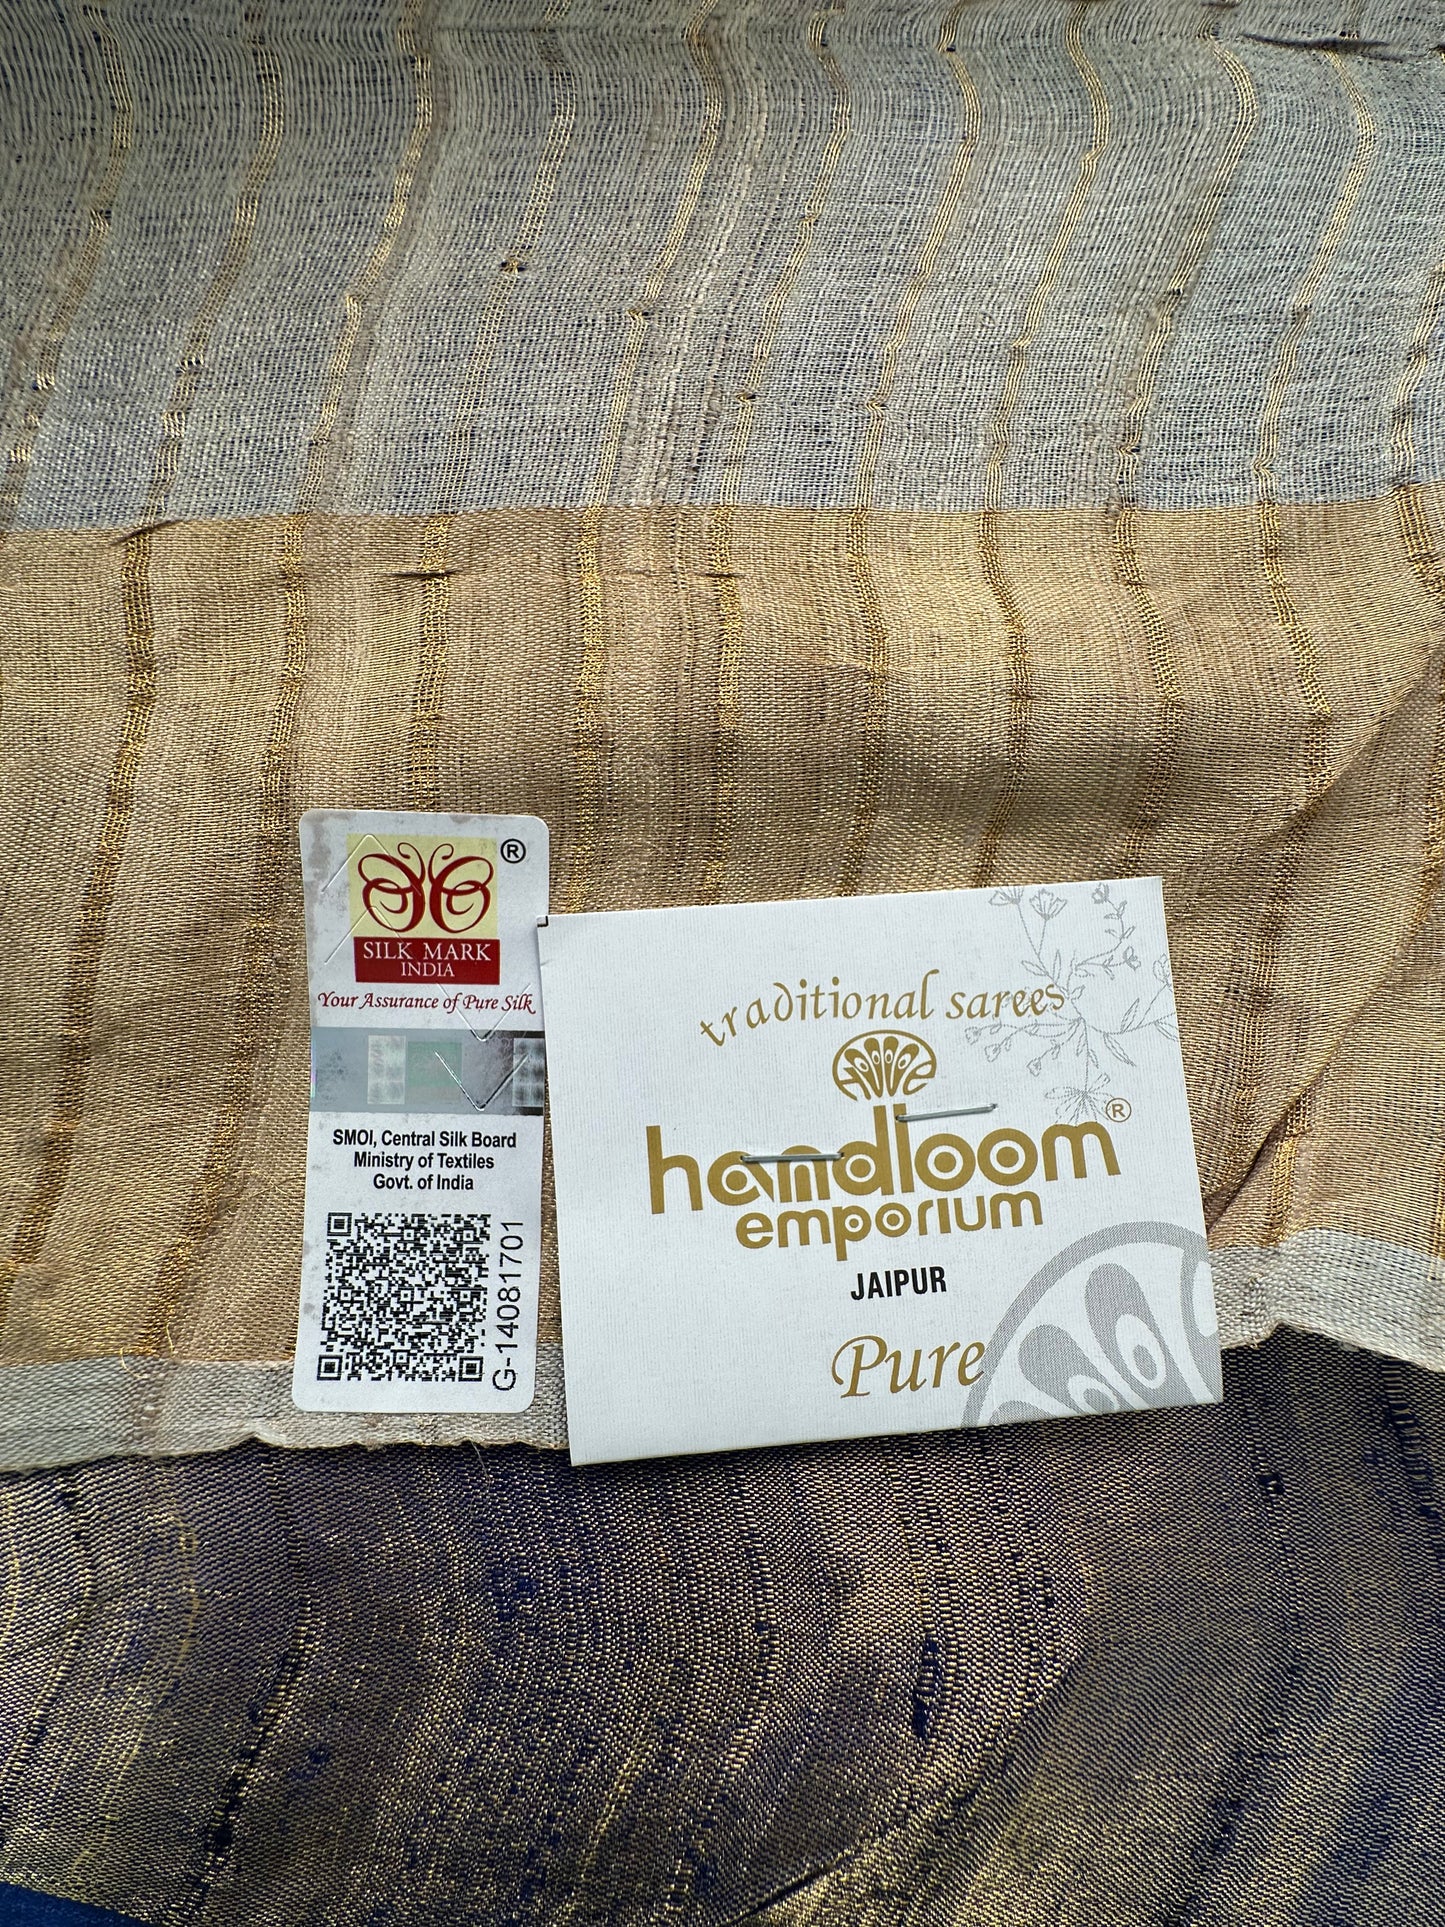 ®
SILK MARK
INDIA
Your Assurance of Pure Silk
SMOI, Central Silk Board
Ministry of Textiles
Govt. of India
G-14081701
traditional sarees
handloom®
emporium
JAIPUR
Pure